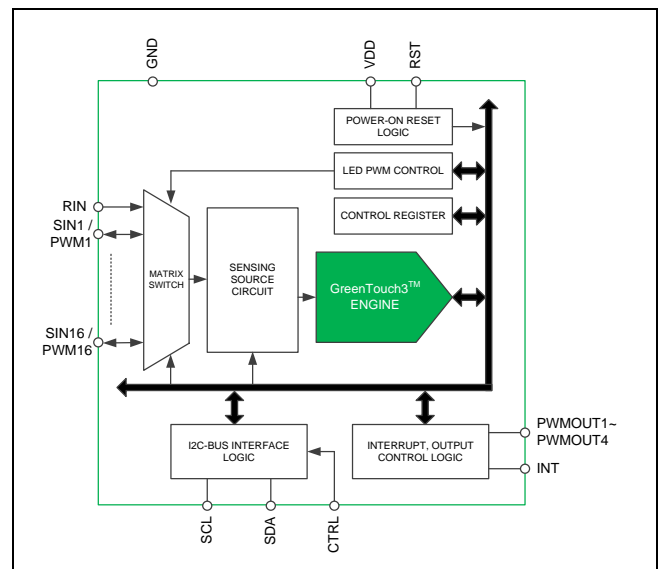 GND
VDD
RST
POWER-ON RESET
LOGIC
LED PWM CONTROL
CONTROL REGISTER
RIN
SIN1 /
PWM1
MATRIX
SWITCH
SENSING
SOURCE
CIRCUIT
GreenTouch3TM
ENGINE
SIN16 /
PWM16
I2C-BUS INTERFACE
LOGIC
INTERRUPT, OUTPUT
CONTROL LOGIC
PWMOUT1~
PWMOUT4
INT
SCL
SDA
CTRL